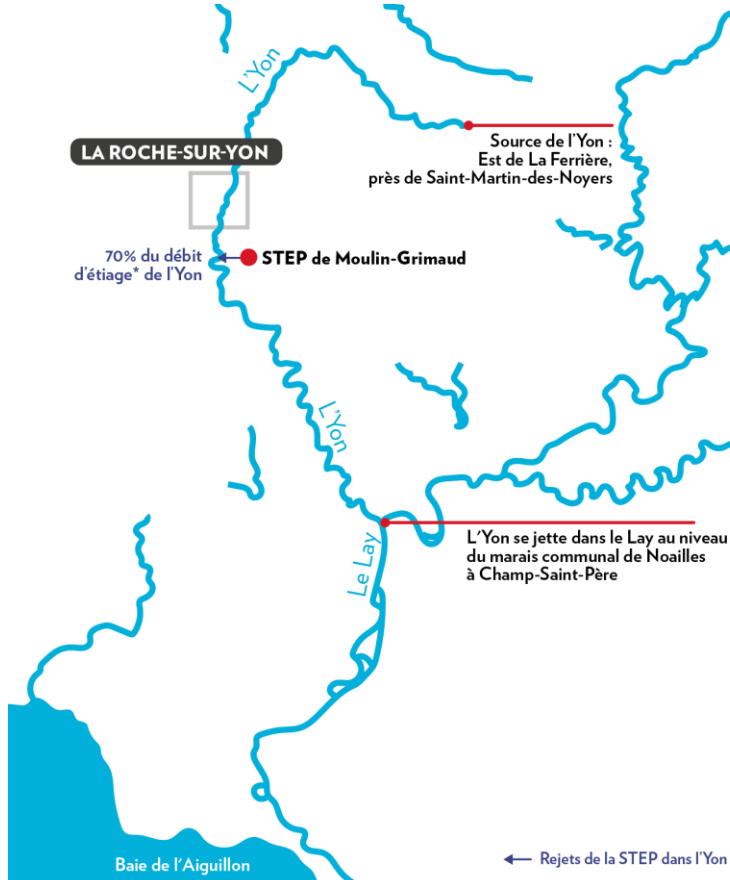 L'Yon
Source de l'Yon :
Est de La Ferrière,
près de Saint-Martin-des-Noyers
LA ROCHE-SUR-YON
70% du débit
d'étiage* de l'Yon
STEP de Moulin-Grimaud
L'Yon
L'Yon se jette dans le Lay au niveau
du marais communal de Noailles
à Champ-Saint-Père
Le Lay
Baie de l'Aiguillon
Rejets de la STEP dans l'Yon